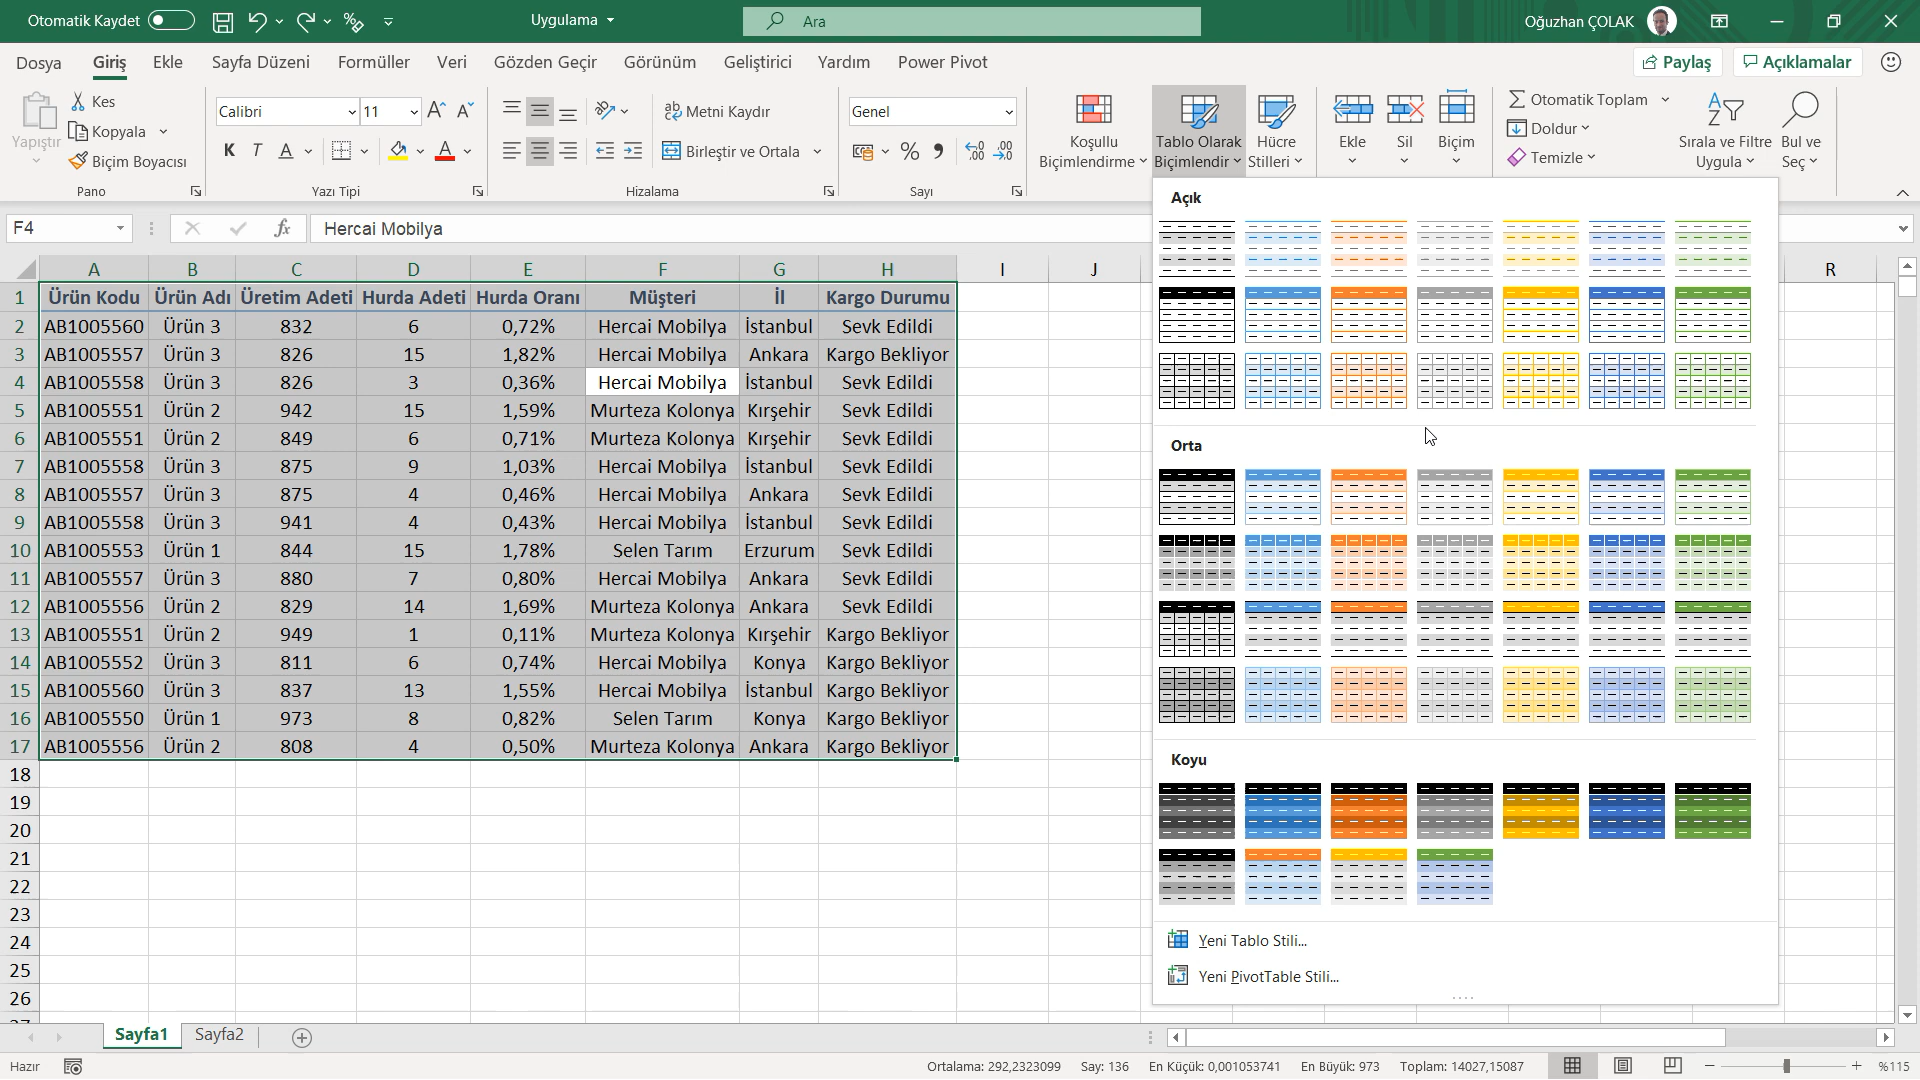 Otomatik Kaydet
Uygulama
Ara
Oğuzhan ÇOLAK
Dosya
Giriş
Ekle
Sayfa Düzeni
Formüller
Veri
Gözden Geçir
Görünüm
Geliştirici
Yardım
Power Pivot
Paylaş
Açıklamalar
Yapıştır
Kes
Kopyala
Biçim Boyacısı
Pano
Calibri
11
K T A
Yazı Tipi
Metni Kaydır
Birleştir ve Ortala
Hizalama
Genel
Sayı
Koşullu
Biçimlendirme
Tablo Olarak
Biçimlendir
Hücre
Stilleri
Ekle
Sil
Biçim
Otomatik Toplam
Doldur
Temizle
Sırala ve Filtre
Uygula
Bul ve
Seç
F4
fx
Hercai Mobilya
A B C D E F G H I J R
1 Ürün Kodu Ürün Adı Üretim Adeti Hurda Adeti Hurda Oranı Müşteri İl Kargo Durumu
2 AB1005560 Ürün 3 832 6 0,72% Hercai Mobilya İstanbul Sevk Edildi
3 AB1005557 Ürün 3 826 15 1,82% Hercai Mobilya Ankara Kargo Bekliyor
4 AB1005558 Ürün 3 826 3 0,36% Hercai Mobilya İstanbul Sevk Edildi
5 AB1005551 Ürün 2 942 15 1,59% Murteza Kolonya Kırşehir Sevk Edildi
6 AB1005551 Ürün 2 849 6 0,71% Murteza Kolonya Kırşehir Sevk Edildi
7 AB1005558 Ürün 3 875 9 1,03% Hercai Mobilya İstanbul Sevk Edildi
8 AB1005557 Ürün 3 875 4 0,46% Hercai Mobilya Ankara Sevk Edildi
9 AB1005558 Ürün 3 941 4 0,43% Hercai Mobilya İstanbul Sevk Edildi
10 AB1005553 Ürün 1 844 15 1,78% Selen Tarım Erzurum Sevk Edildi
11 AB1005557 Ürün 3 880 7 0,80% Hercai Mobilya Ankara Sevk Edildi
12 AB1005556 Ürün 2 829 14 1,69% Murteza Kolonya Ankara Sevk Edildi
13 AB1005551 Ürün 2 949 1 0,11% Murteza Kolonya Kırşehir Kargo Bekliyor
14 AB1005552 Ürün 3 811 6 0,74% Hercai Mobilya Konya Kargo Bekliyor
15 AB1005560 Ürün 3 837 13 1,55% Hercai Mobilya İstanbul Kargo Bekliyor
16 AB1005550 Ürün 1 973 8 0,82% Selen Tarım Konya Kargo Bekliyor
17 AB1005556 Ürün 2 808 4 0,50% Murteza Kolonya Ankara Kargo Bekliyor
18
19
20
21
22
23
24
25
26
Açık
Orta
Koyu
Yeni Tablo Stili...
Yeni PivotTable Stili...
Sayfa1
Sayfa2
Hazır
Ortalama: 292,2323099
Say: 136
En Küçük: 0,001053741
En Büyük: 973
Toplam: 14027,15087
%115